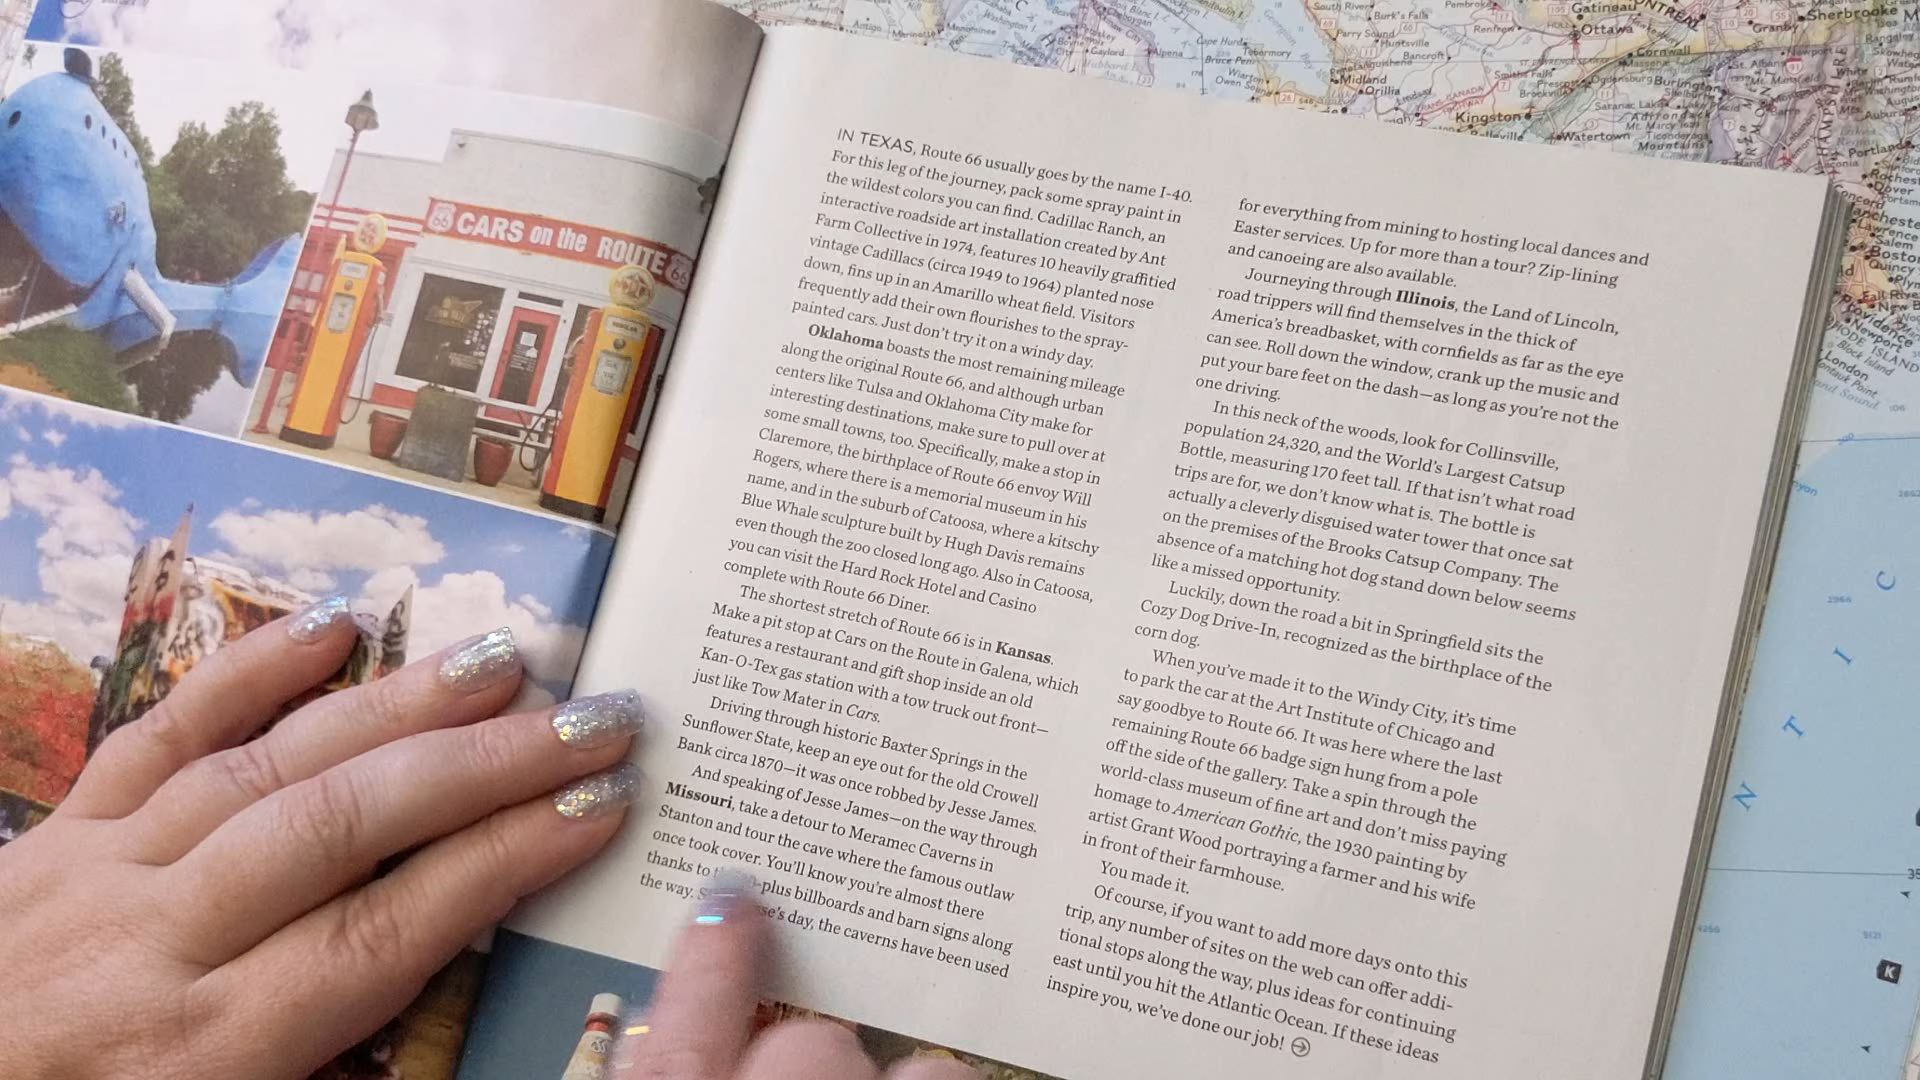 CARS on the ROUTE
66
66
IN TEXAS, Route 66 usually goes by the name I-40.
For this leg of the journey, pack some spray paint in
the wildest colors you can find. Cadillac Ranch, an
interactive roadside art installation created by Ant
Farm Collective in 1974, features 10 heavily graffitied
vintage Cadillacs (circa 1949 to 1964) planted nose
down, fins up in an Amarillo wheat field. Visitors
frequently add their own flourishes to the spray-
painted cars. Just don't try it on a windy day.
Oklahoma boasts the most remaining mileage
along the original Route 66, and although urban
centers like Tulsa and Oklahoma City make for
interesting destinations, make sure to pull over at
some small towns, too. Specifically, make a stop in
Claremore, the birthplace of Route 66 envoy Will
Rogers, where there is a memorial museum in his
name, and in the suburb of Catoosa, where a kitschy
Blue Whale sculpture built by Hugh Davis remains
even though the zoo closed long ago. Also in Catoosa,
you can visit the Hard Rock Hotel and Casino
complete with Route 66 Diner.
The shortest stretch of Route 66 is in Kansas.
Make a pit stop at Cars on the Route in Galena, which
features a restaurant and gift shop inside an old
Kan-O-Tex gas station with a tow truck out front—
just like Tow Mater in Cars.
Driving through historic Baxter Springs in the
Sunflower State, keep an eye out for the old Crowell
Bank circa 1870—it was once robbed by Jesse James.
And speaking of Jesse James—on the way through
Missouri, take a detour to Meramec Caverns in
Stanton and tour the cave where the famous outlaw
once took cover. You'll know you're almost there
thanks to -plus billboards and barn signs along
the way. day, the caverns have been used
for everything from mining to hosting local dances and
Easter services. Up for more than a tour? Zip-lining
and canoeing are also available.
Journeying through Illinois, the Land of Lincoln,
road trippers will find themselves in the thick of
America's breadbasket, with cornfields as far as the eye
can see. Roll down the window, crank up the music and
put your bare feet on the dash—as long as you're not the
one driving.
In this neck of the woods, look for Collinsville,
population 24,320, and the World's Largest Catsup
Bottle, measuring 170 feet tall. If that isn't what road
trips are for, we don't know what is. The bottle is
actually a cleverly disguised water tower that once sat
on the premises of the Brooks Catsup Company. The
absence of a matching hot dog stand down below seems
like a missed opportunity.
Luckily, down the road a bit in Springfield sits the
Cozy Dog Drive-In, recognized as the birthplace of the
corn dog.
When you've made it to the Windy City, it's time
to park the car at the Art Institute of Chicago and
say goodbye to Route 66. It was here where the last
remaining Route 66 badge sign hung from a pole
off the side of the gallery. Take a spin through the
world-class museum of fine art and don't miss paying
homage to American Gothic, the 1930 painting by
artist Grant Wood portraying a farmer and his wife
in front of their farmhouse.
You made it.
Of course, if you want to add more days onto this
trip, any number of sites on the web can offer addi-
tional stops along the way, plus ideas for continuing
east until you hit the Atlantic Ocean. If these ideas
inspire you, we've done our job!
Gatineau
Ottawa
Sherbrooke
Granby
Cornwall
Parry Sound
Huntsville
Bracebridge
Midland
Orillia
Kingston
Watertown
Burlington
Alpena
Gaylord
Tobermory
Renfrew
Bancroft
Mountains
Portland
N T I C